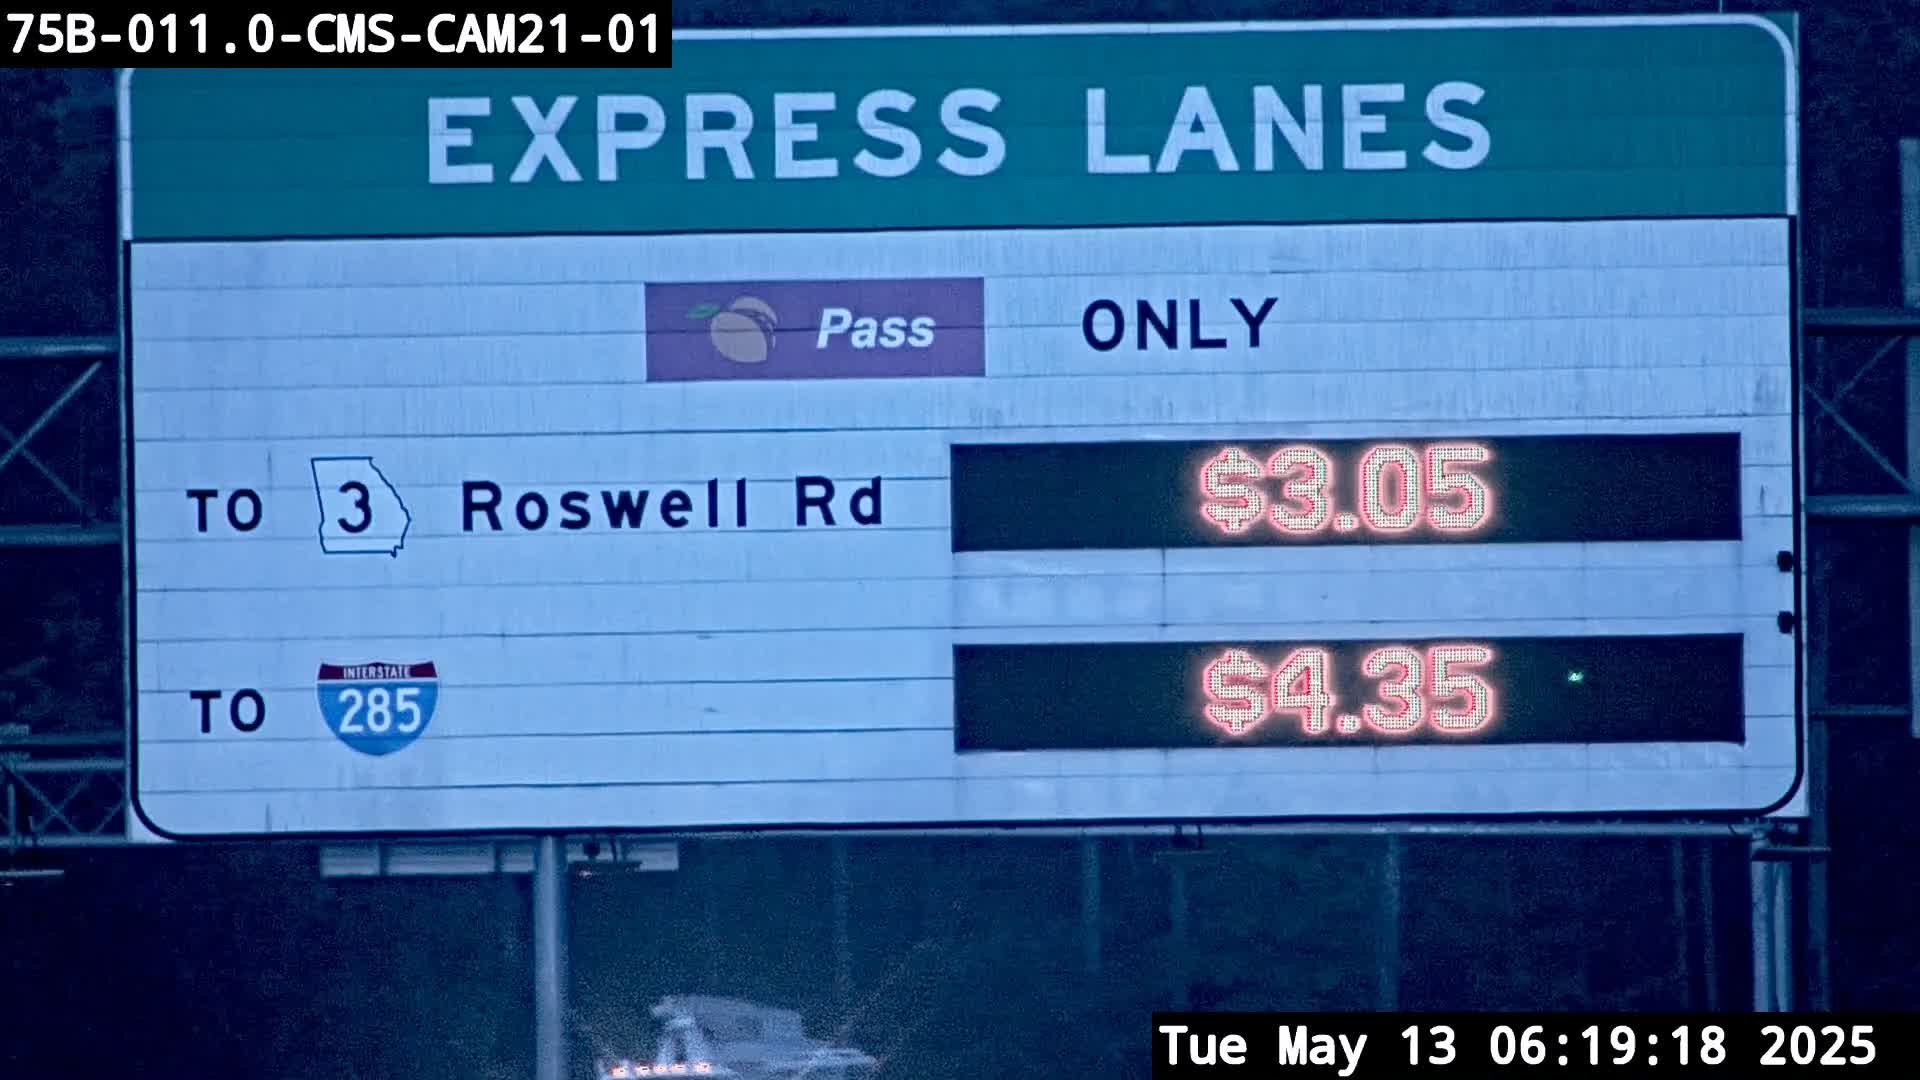 75B-011.0-CMS-CAM21-01
EXPRESS LANES
Pass ONLY
TO 3 Roswell Rd $3.05
TO INTERSTATE 285 $4.35
Tue May 13 06:19:18 2025